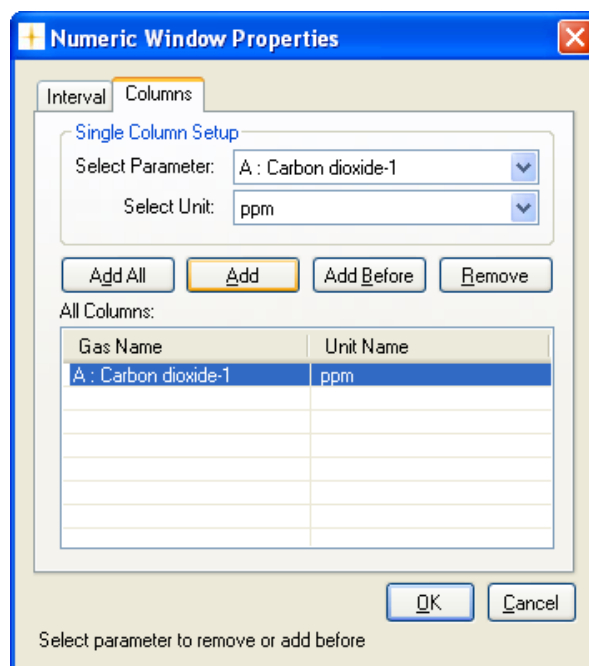 Numeric Window Properties
Interval Columns
Single Column Setup
Select Parameter: A : Carbon dioxide-1
Select Unit: ppm
Add All Add Add Before Remove
All Columns:
Gas Name Unit Name
A : Carbon dioxide-1 ppm
OK Cancel
Select parameter to remove or add before